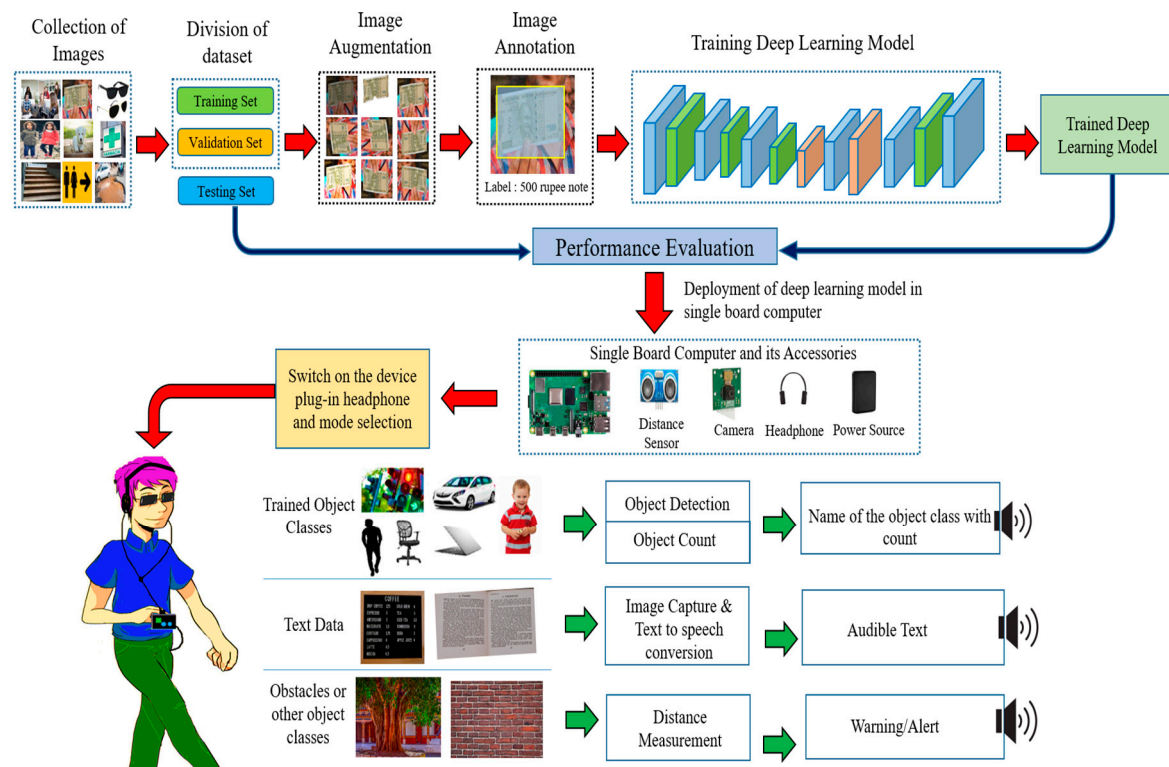 Collection of
Images
Division of
dataset
Image
Augmentation
Image
Annotation
Training Deep Learning Model
Training Set
Validation Set
Testing Set
Label : 500 rupee note
Trained Deep
Learning Model
Performance Evaluation
Deployment of deep learning model in
single board computer
Single Board Computer and its Accessories
Distance
Sensor
Camera
Headphone
Power Source
Switch on the device
plug-in headphone
and mode selection
Trained Object
Classes
Object Detection
Object Count
Name of the object class with
count
Text Data
COFFEE
Image Capture &
Text to speech
conversion
Audible Text
Obstacles or
other object
classes
Distance
Measurement
Warning/Alert